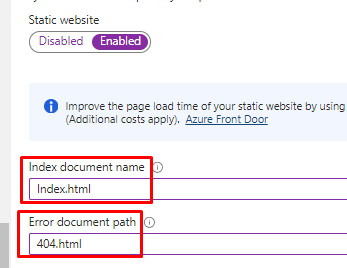 Static website
Disabled Enabled
Improve the page load time of your static website by using
(Additional costs apply). Azure Front Door
Index document name
Index.html
Error document path
404.html